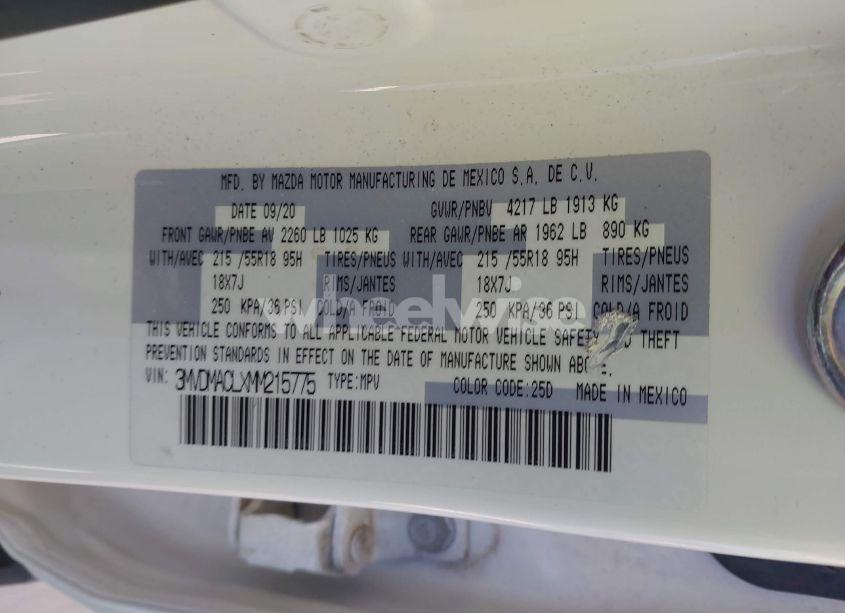 MFD. BY MAZDA MOTOR MANUFACTURING DE MEXICO S.A. DE C.V.
DATE 09/20 GVWR/PNBV 4217 LB 1913 KG
FRONT GAWR/PNBE AV 2260 LB 1025 KG REAR GAWR/PNBE AR 1962 LB 890 KG
WITH/AVEC 215 /55R18 95H TIRES/PNEUS WITH/AVEC 215 /55R18 95H TIRES/PNEUS
18X7J RIMS/JANTES 18X7J RIMS/JANTES
250 KPA/36 PSI COLD/A FROID 250 KPA/36 PSI COLD/A FROID
THIS VEHICLE CONFORMS TO ALL APPLICABLE FEDERAL MOTOR VEHICLE SAFETY THEFT
PREVENTION STANDARDS IN EFFECT ON THE DATE OF MANUFACTURE SHOWN
VIN: 3MVDMACLXMM215775 TYPE:MPV COLOR CODE:25D MADE IN MEXICO